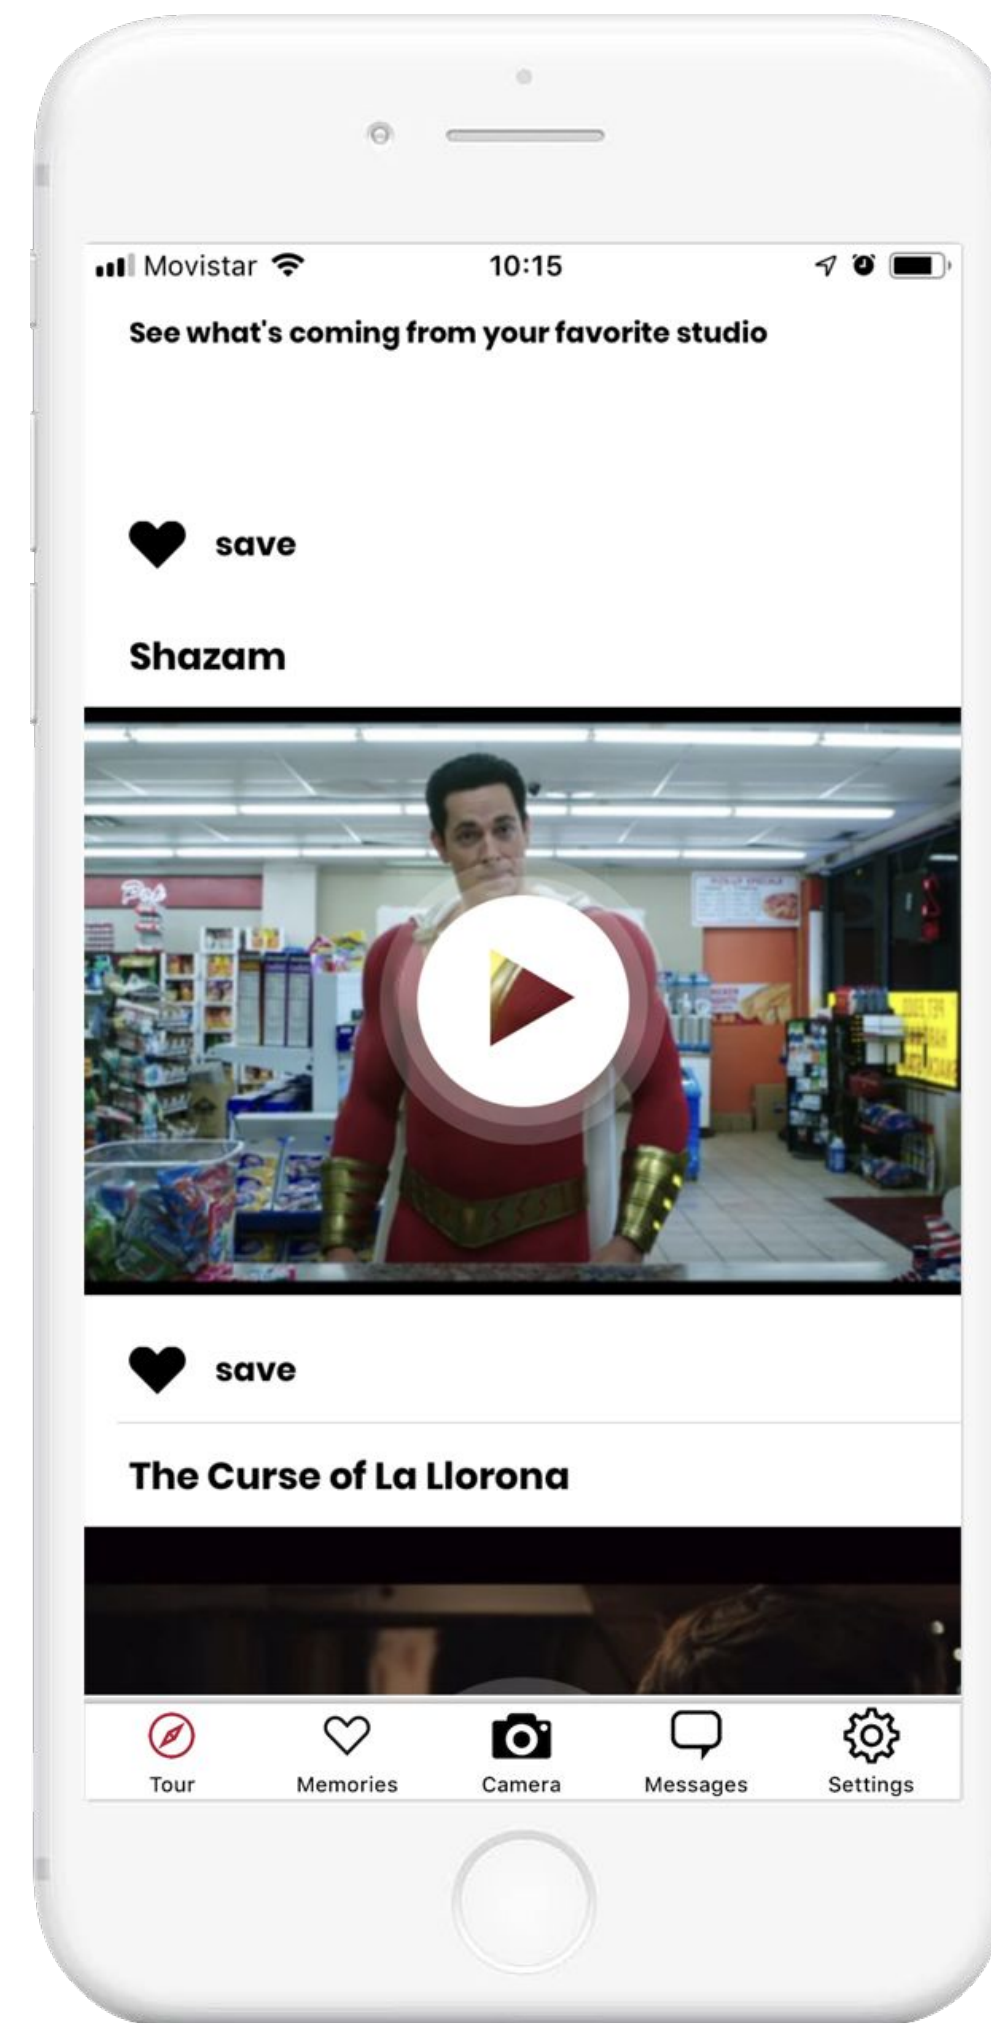 Movistar 10:15
See what's coming from your favorite studio
save
Shazam
save
The Curse of La Llorona
Tour Memories Camera Messages Settings